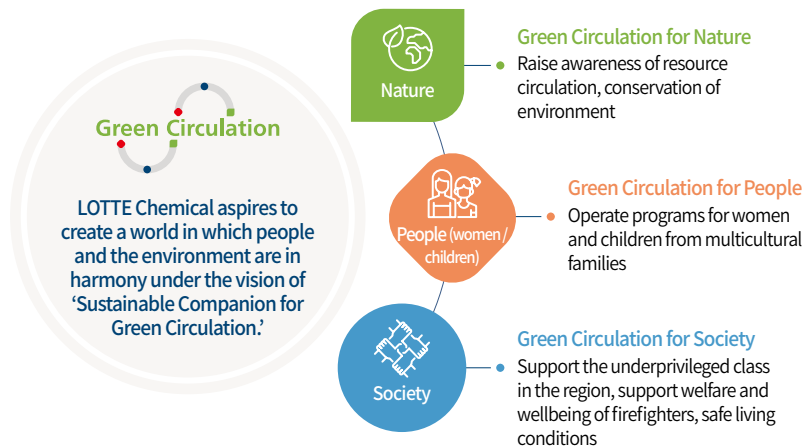 Green Circulation
LOTTE Chemical aspires to
create a world in which people
and the environment are in
harmony under the vision of
‘Sustainable Companion for
Green Circulation.’
Nature
Green Circulation for Nature
Raise awareness of resource
circulation, conservation of
environment
People (women /
children)
Green Circulation for People
Operate programs for women
and children from multicultural
families
Society
Green Circulation for Society
Support the underprivileged class
in the region, support welfare and
wellbeing of firefighters, safe living
conditions